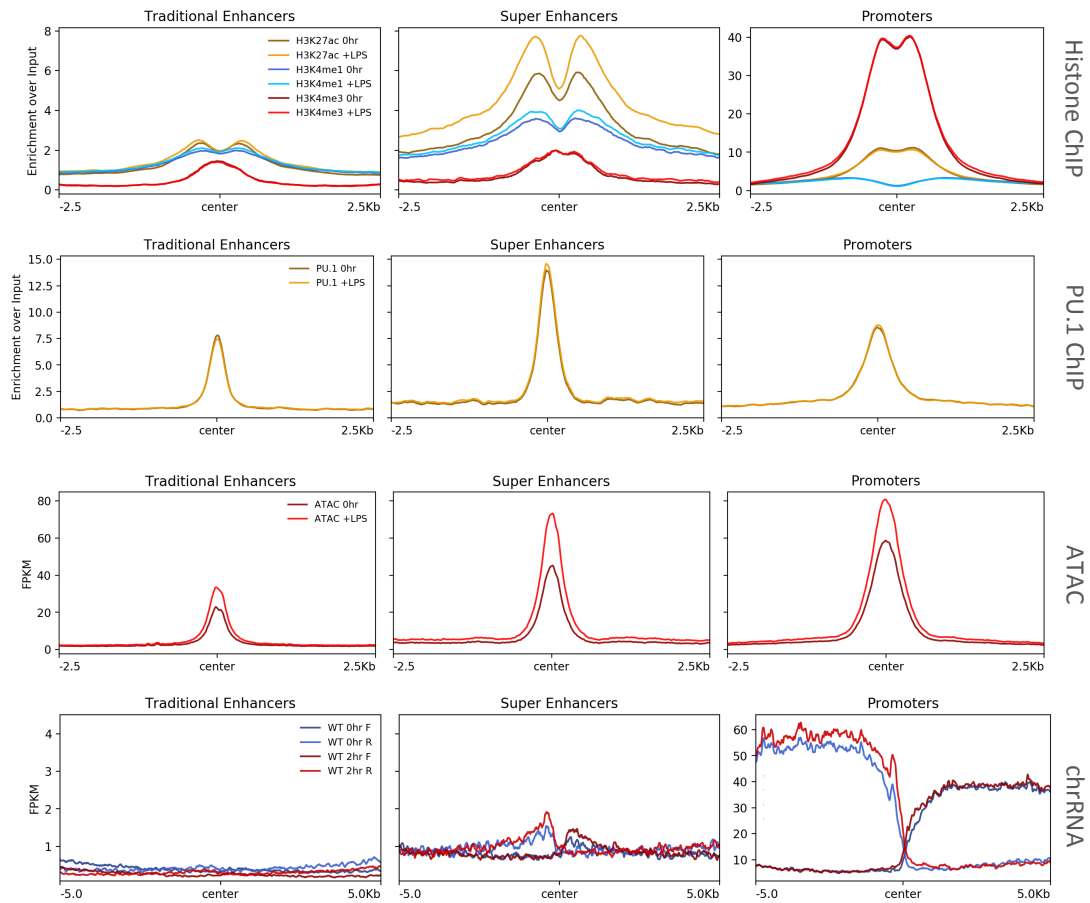 Traditional Enhancers
Super Enhancers
Promoters
Enrichment over Input
8
6
4
2
0
H3K27ac 0hr
H3K27ac +LPS
H3K4me1 0hr
H3K4me1 +LPS
H3K4me3 0hr
H3K4me3 +LPS
40
30
20
10
0
-2.5 center 2.5Kb
-2.5 center 2.5Kb
-2.5 center 2.5Kb
Histone ChIP
Traditional Enhancers
Super Enhancers
Promoters
Enrichment over Input
15.0
12.5
10.0
7.5
5.0
2.5
0.0
PU.1 0hr
PU.1 +LPS
-2.5 center 2.5Kb
-2.5 center 2.5Kb
-2.5 center 2.5Kb
PU.1 ChIP
Traditional Enhancers
Super Enhancers
Promoters
FPKM
80
60
40
20
0
ATAC 0hr
ATAC +LPS
-2.5 center 2.5Kb
-2.5 center 2.5Kb
-2.5 center 2.5Kb
ATAC
Traditional Enhancers
Super Enhancers
Promoters
FPKM
4
3
2
1
WT 0hr F
WT 0hr R
WT 2hr F
WT 2hr R
60
50
40
30
20
10
-5.0 center 5.0Kb
-5.0 center 5.0Kb
-5.0 center 5.0Kb
chrRNA